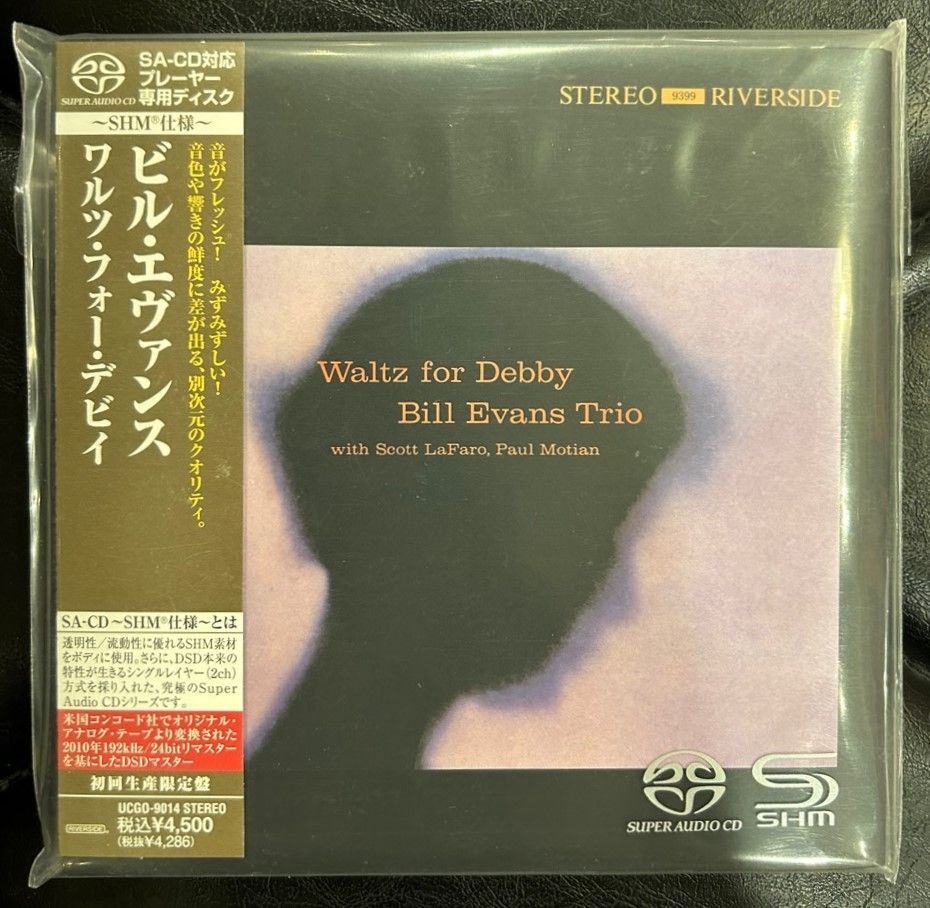 SUPER AUDIO CD
SA-CD対応
プレーヤー
専用ディスク
～SHM®仕様～
音がフレッシュ! みずみずしい!
音色や響きの鮮度に差が出る、別次元のクオリティ。
ビル・エヴァンス
ワルツ・フォー・デビイ
SA-CD～SHM®仕様～とは
透明性/流動性に優れるSHM素材
をボディに使用。さらに、DSD本来の
特性が生きるシングルレイヤー(2ch)
方式を採り入れた、究極のSuper
Audio CDシリーズです。
米国コンコード社でオリジナル・
アナログ・テープより変換された
2010年192kHz/24bitリマスター
を基にしたDSDマスター
初回生産限定盤
UCGO-9014 STEREO
RIVERSIDE
税込¥4,500
(税抜¥4,286)
STEREO 9399 RIVERSIDE
Waltz for Debby
Bill Evans Trio
with Scott LaFaro, Paul Motian
SUPER AUDIO CD
SHM